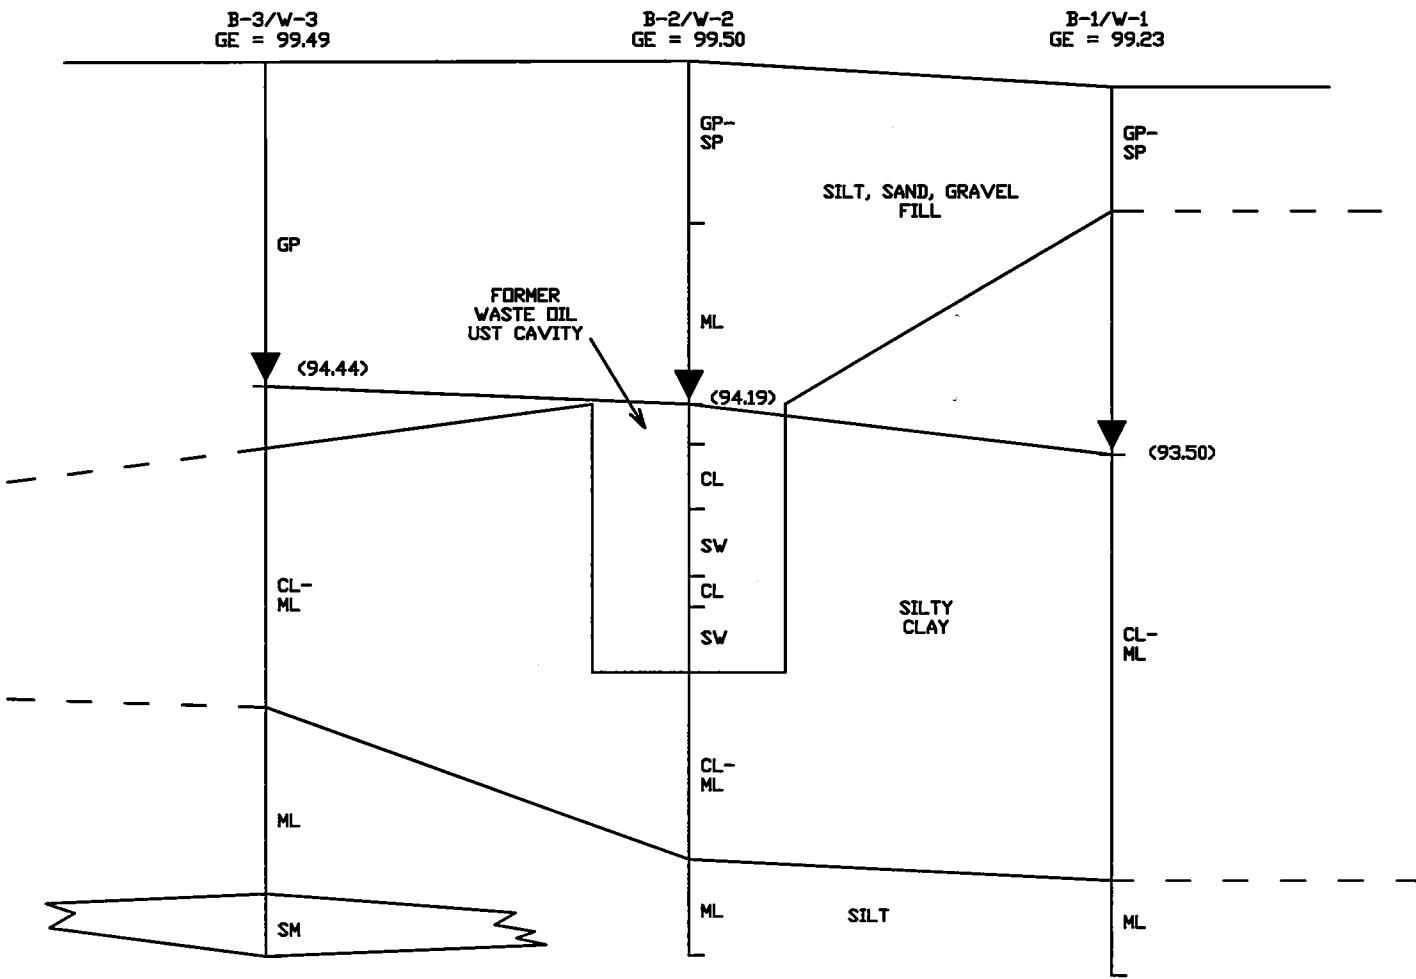 B-3/W-3
GE = 99.49
B-2/W-2
GE = 99.50
B-1/W-1
GE = 99.23
GP-
SP
GP-
SP
SILT, SAND, GRAVEL
FILL
GP
FORMER
WASTE OIL
UST CAVITY
ML
(94.44)
(94.19)
(93.50)
CL
SW
CL-
ML
CL
SILTY
CLAY
SW
CL-
ML
CL-
ML
ML
ML
SILT
ML
SM